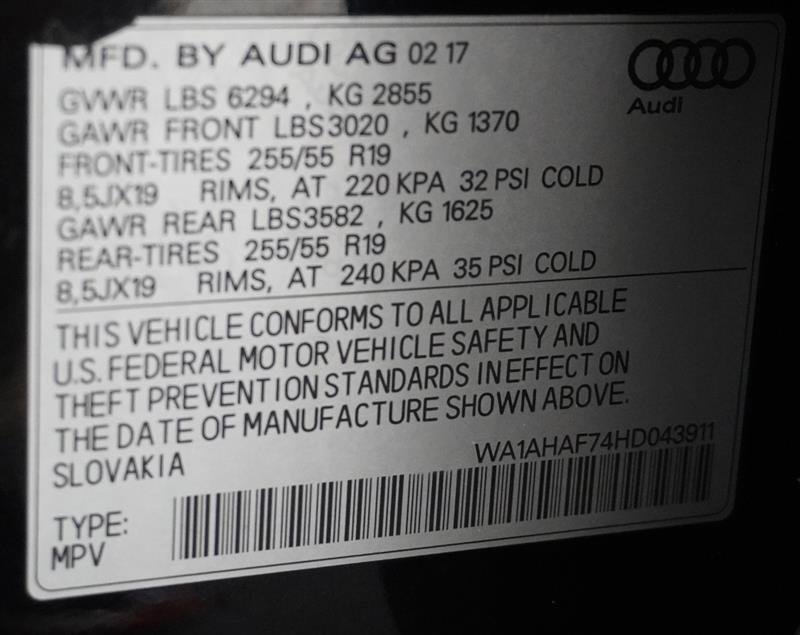 MFD. BY AUDI AG 02 17
Audi
GVWR LBS 6294 , KG 2855
GAWR FRONT LBS3020 , KG 1370
FRONT-TIRES 255/55 R19
8,5JX19 RIMS, AT 220 KPA 32 PSI COLD
GAWR REAR LBS3582 , KG 1625
REAR-TIRES 255/55 R19
8,5JX19 RIMS, AT 240 KPA 35 PSI COLD
THIS VEHICLE CONFORMS TO ALL APPLICABLE
U.S. FEDERAL MOTOR VEHICLE SAFETY AND
THEFT PREVENTION STANDARDS IN EFFECT ON
THE DATE OF MANUFACTURE SHOWN ABOVE.
SLOVAKIA
WA1AHAF74HD043911
TYPE:
MPV